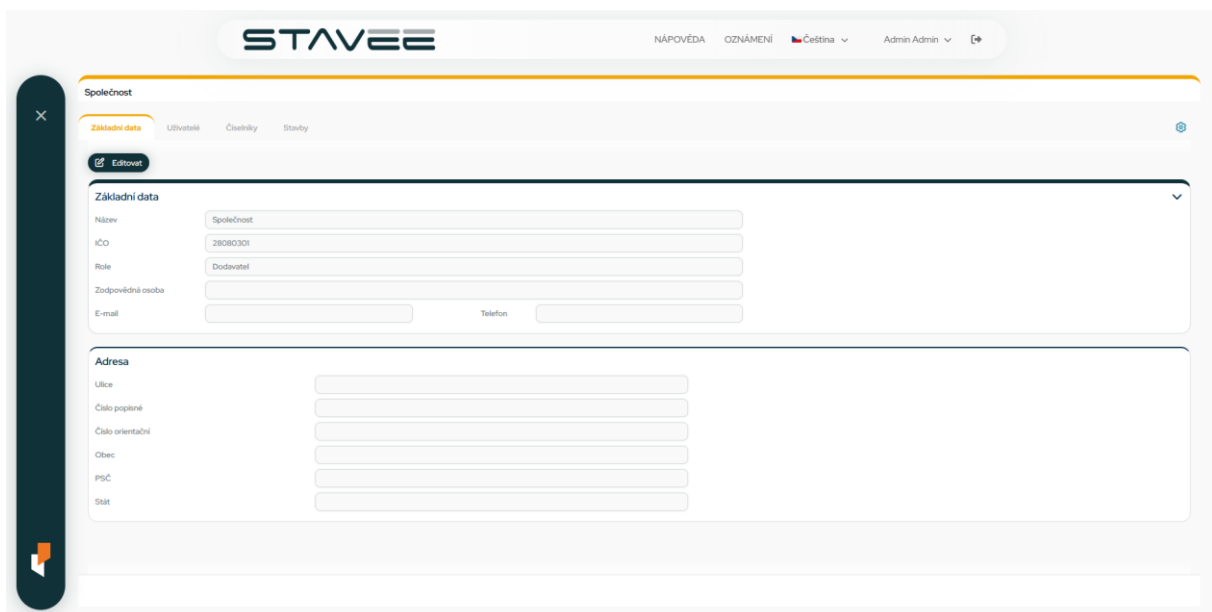 STAVEE
NÁPOVĚDA OZNÁMENÍ Čeština Admin Admin
Společnost
Základní data Uživatelé Číselníky Stavby
Editovat
Základní data
Název Společnost
IČO 28080301
Role Dodavatel
Zodpovědná osoba
E-mail Telefon
Adresa
Ulice
Číslo popisné
Číslo orientační
Obec
PSČ
Stát